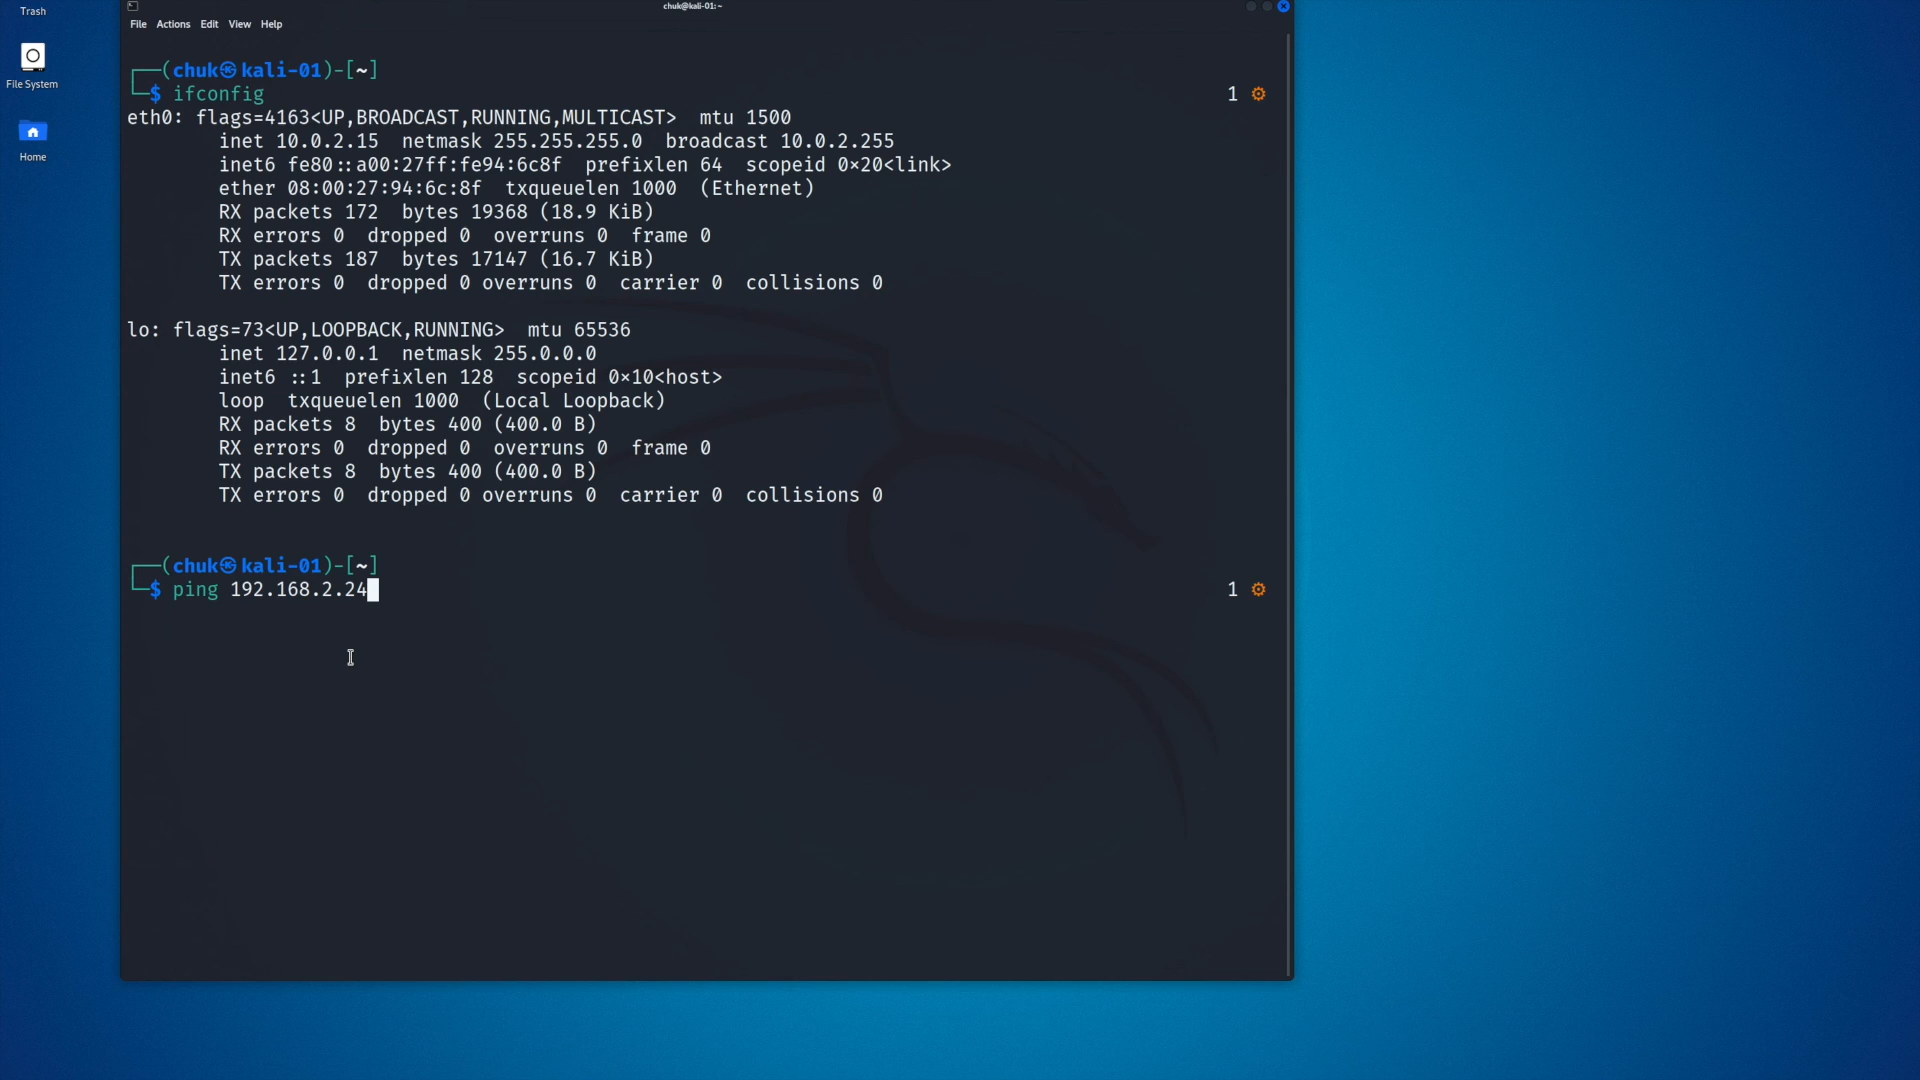 Trash
File System
Home
chuk@kali-01: ~
File Actions Edit View Help
┌──(chuk㉿kali-01)-[~]
└─$ ifconfig 1 ⚙
eth0: flags=4163<UP,BROADCAST,RUNNING,MULTICAST>  mtu 1500
        inet 10.0.2.15  netmask 255.255.255.0  broadcast 10.0.2.255
        inet6 fe80::a00:27ff:fe94:6c8f  prefixlen 64  scopeid 0×20<link>
        ether 08:00:27:94:6c:8f  txqueuelen 1000  (Ethernet)
        RX packets 172  bytes 19368 (18.9 KiB)
        RX errors 0  dropped 0  overruns 0  frame 0
        TX packets 187  bytes 17147 (16.7 KiB)
        TX errors 0  dropped 0 overruns 0  carrier 0  collisions 0
lo: flags=73<UP,LOOPBACK,RUNNING>  mtu 65536
        inet 127.0.0.1  netmask 255.0.0.0
        inet6 ::1  prefixlen 128  scopeid 0×10<host>
        loop  txqueuelen 1000  (Local Loopback)
        RX packets 8  bytes 400 (400.0 B)
        RX errors 0  dropped 0  overruns 0  frame 0
        TX packets 8  bytes 400 (400.0 B)
        TX errors 0  dropped 0 overruns 0  carrier 0  collisions 0
┌──(chuk㉿kali-01)-[~]
└─$ ping 192.168.2.24 1 ⚙